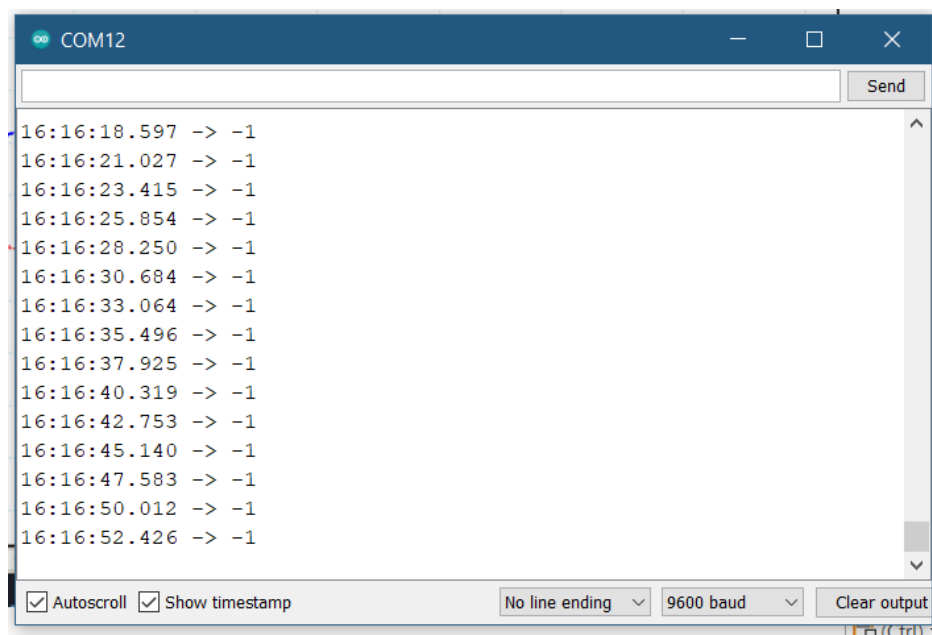 COM12
Send
16:16:18.597 -> -1
16:16:21.027 -> -1
16:16:23.415 -> -1
16:16:25.854 -> -1
16:16:28.250 -> -1
16:16:30.684 -> -1
16:16:33.064 -> -1
16:16:35.496 -> -1
16:16:37.925 -> -1
16:16:40.319 -> -1
16:16:42.753 -> -1
16:16:45.140 -> -1
16:16:47.583 -> -1
16:16:50.012 -> -1
16:16:52.426 -> -1
Autoscroll Show timestamp No line ending 9600 baud Clear output
(Ctrl)